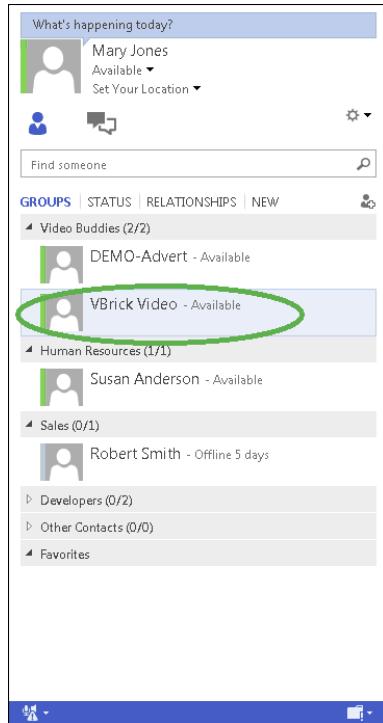 What's happening today?
Mary Jones
Available
Set Your Location
Find someone
GROUPS STATUS RELATIONSHIPS NEW
Video Buddies (2/2)
DEMO-Advert - Available
VBrick Video - Available
Human Resources (1/1)
Susan Anderson - Available
Sales (0/1)
Robert Smith - Offline 5 days
Developers (0/2)
Other Contacts (0/0)
Favorites